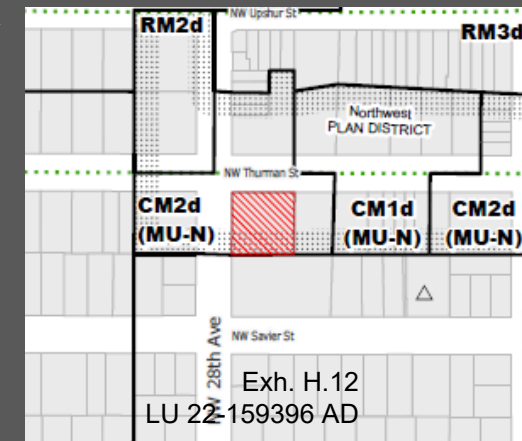 NW Upshur St
RM2d
RM3d
Northwest
PLAN DISTRICT
NW Thurman St
CM2d
(MU-N)
CM1d
(MU-N)
CM2d
(MU-N)
NW Savier St
NW 28th Ave
Exh. H.12
LU 22-159396 AD